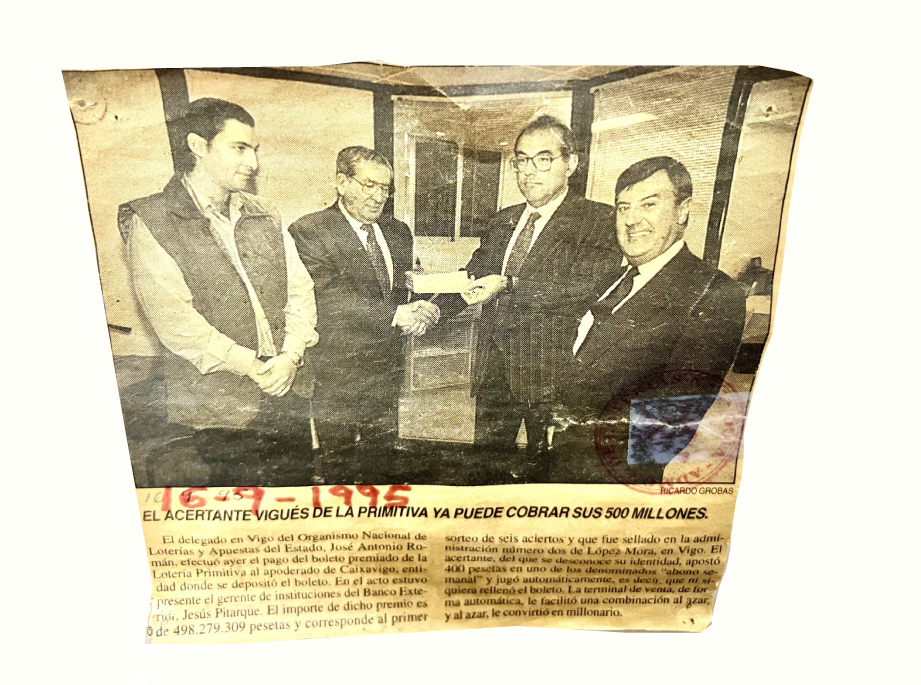 RICARDO GROBAS
16-9-1995
EL ACERTANTE VIGUÉS DE LA PRIMITIVA YA PUEDE COBRAR SUS 500 MILLONES.
El delegado en Vigo del Organismo Nacional de
Loterías y Apuestas del Estado, José Antonio Ro-
mán, efectuó ayer el pago del boleto premiado de la
Lotería Primitiva al apoderado de Caixavigo, enti-
dad donde se depositó el boleto. En el acto estuvo
presente el gerente de instituciones del Banco Exte-
rior, Jesús Pitarque. El importe de dicho premio es
de 498.279.309 pesetas y corresponde al primer
sorteo de seis aciertos y que fue sellado en la admi-
nistración número dos de López Mora, en Vigo. El
acertante, del que se desconoce su identidad, apostó
400 pesetas en uno de los denominados "abono se-
manal" y jugó automáticamente, es decir, que ni si-
quiera rellenó el boleto. La terminal de venta, de for
ma automática, le facilitó una combinación al azar,
y al azar, le convirtió en millonario.